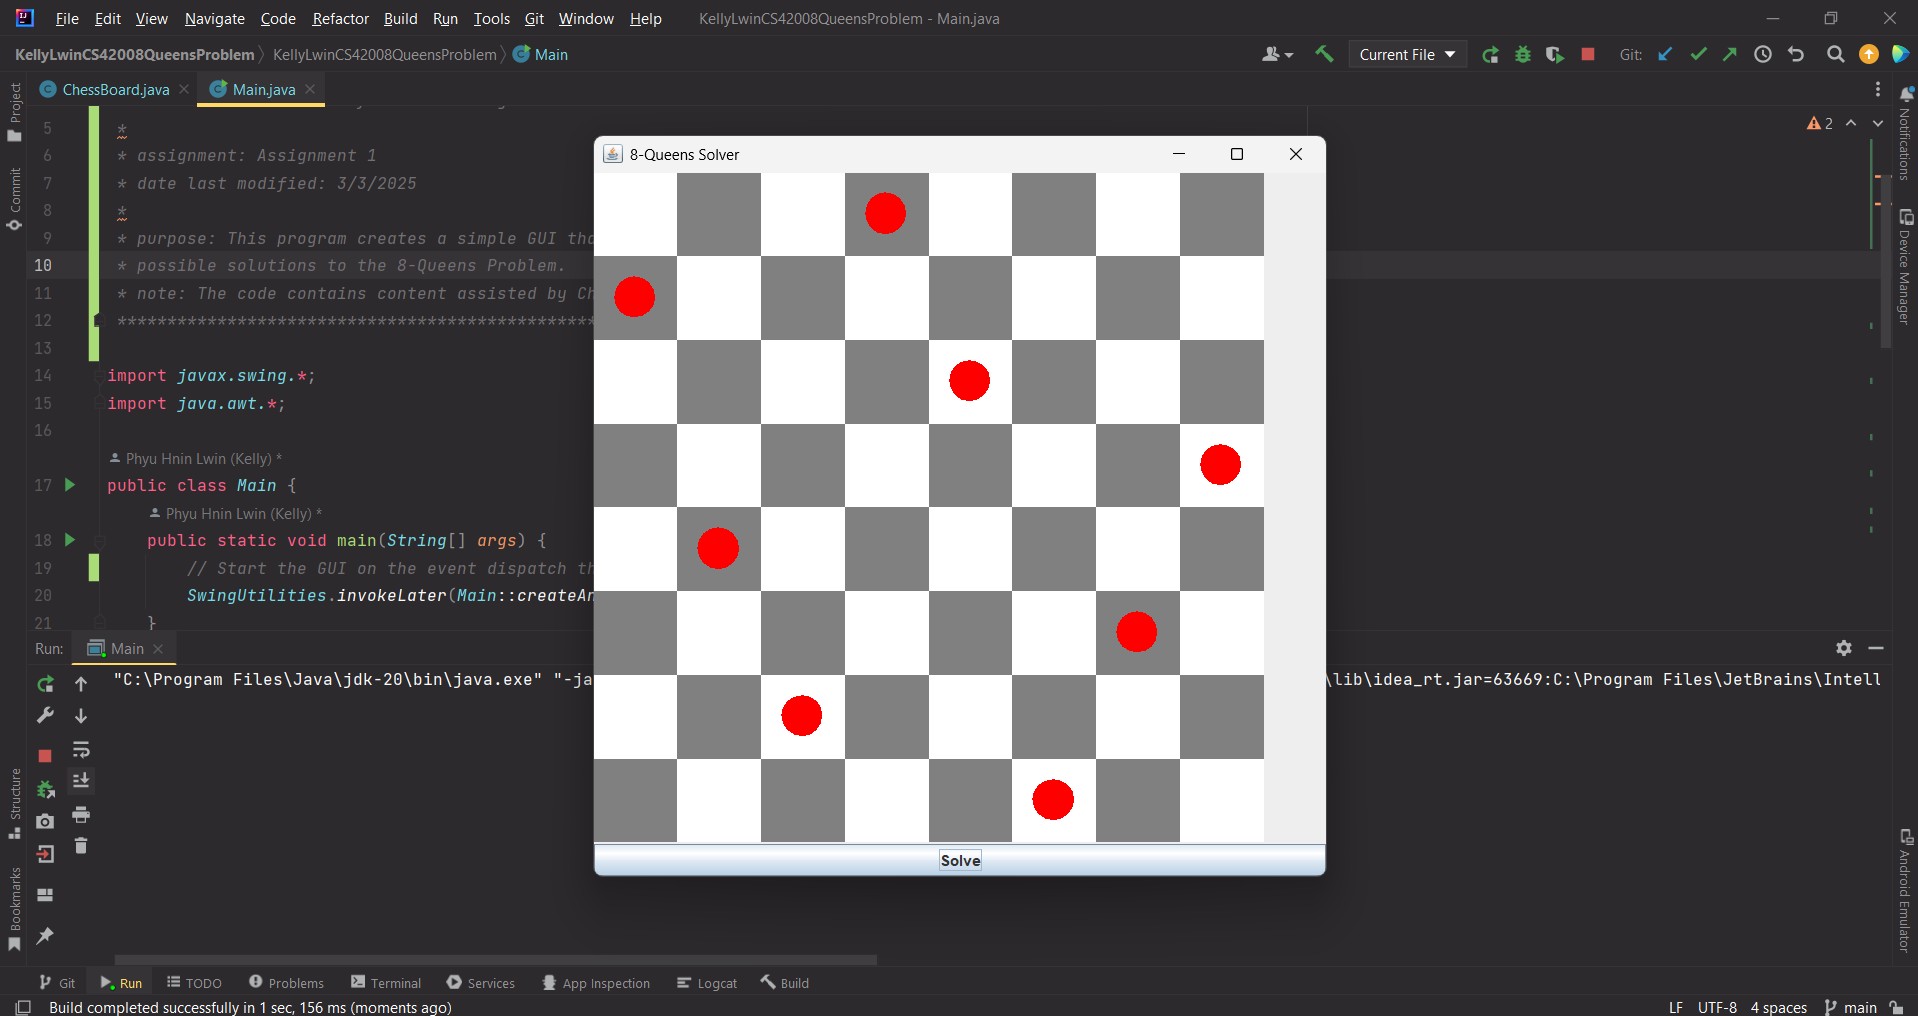 File Edit View Navigate Code Refactor Build Run Tools Git Window Help KellyLwinCS42008QueensProblem - Main.java
KellyLwinCS42008QueensProblem KellyLwinCS42008QueensProblem Main Current File Git:
ChessBoard.java Main.java
Project
Commit
Structure
Bookmarks
5 *
6 * assignment: Assignment 1
7 * date last modified: 3/3/2025
8 *
9 * purpose: This program creates a simple GUI tha
10 * possible solutions to the 8-Queens Problem.
11 * note: The code contains content assisted by Ch
12 ************************************************
13
14 import javax.swing.*;
15 import java.awt.*;
16
Phyu Hnin Lwin (Kelly) *
17 public class Main {
Phyu Hnin Lwin (Kelly) *
18 public static void main(String[] args) {
19 // Start the GUI on the event dispatch th
20 SwingUtilities.invokeLater(Main::createAn
21 }
2
8-Queens Solver
Solve
Notifications
Device Manager
Android Emulator
Run: Main
"C:\Program Files\Java\jdk-20\bin\java.exe" "-ja
\lib\idea_rt.jar=63669:C:\Program Files\JetBrains\Intell
Git Run TODO Problems Terminal Services App Inspection Logcat Build
Build completed successfully in 1 sec, 156 ms (moments ago) LF UTF-8 4 spaces main